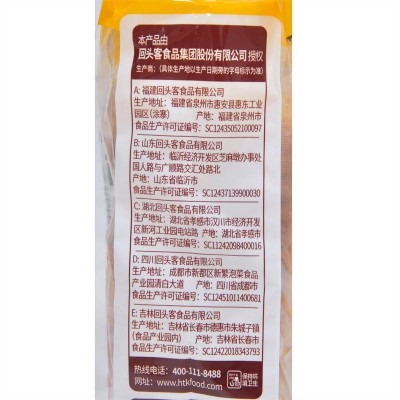 本产品由
回头客食品集团股份有限公司授权
生产商：（具体生产地以生产日期旁的字母标示为准）
A: 福建回头客食品有限公司
生产地址：福建省泉州市惠安县惠东工业
园区(涂寨) 产地：福建省泉州市
食品生产许可证编号：SC12435052100097
B: 山东回头客食品有限公司
生产地址：临沂经济开发区芝麻墩办事处
国人路与广顺路交汇处路北
产地：山东省临沂市
食品生产许可证编号：SC12437139900030
C: 湖北回头客食品有限公司
生产地址：湖北省孝感市汉川市经济开发
区新河工业园电站路 产地：湖北省孝感市
食品生产许可证编号：SC11242098400016
D: 四川回头客食品有限公司
生产地址：成都市新都区新繁泡菜食品
产业园清白大道 产地：四川省成都市
食品生产许可证编号：SC12451011400681
E: 吉林回头客食品有限公司
生产地址：吉林省长春市德惠市朱城子镇
(食品产业园内) 产地：吉林省长春市
食品生产许可证编号：SC12422018343793
热线电话：400-111-8488
网址：www.htkfood.com
保持环
境卫生